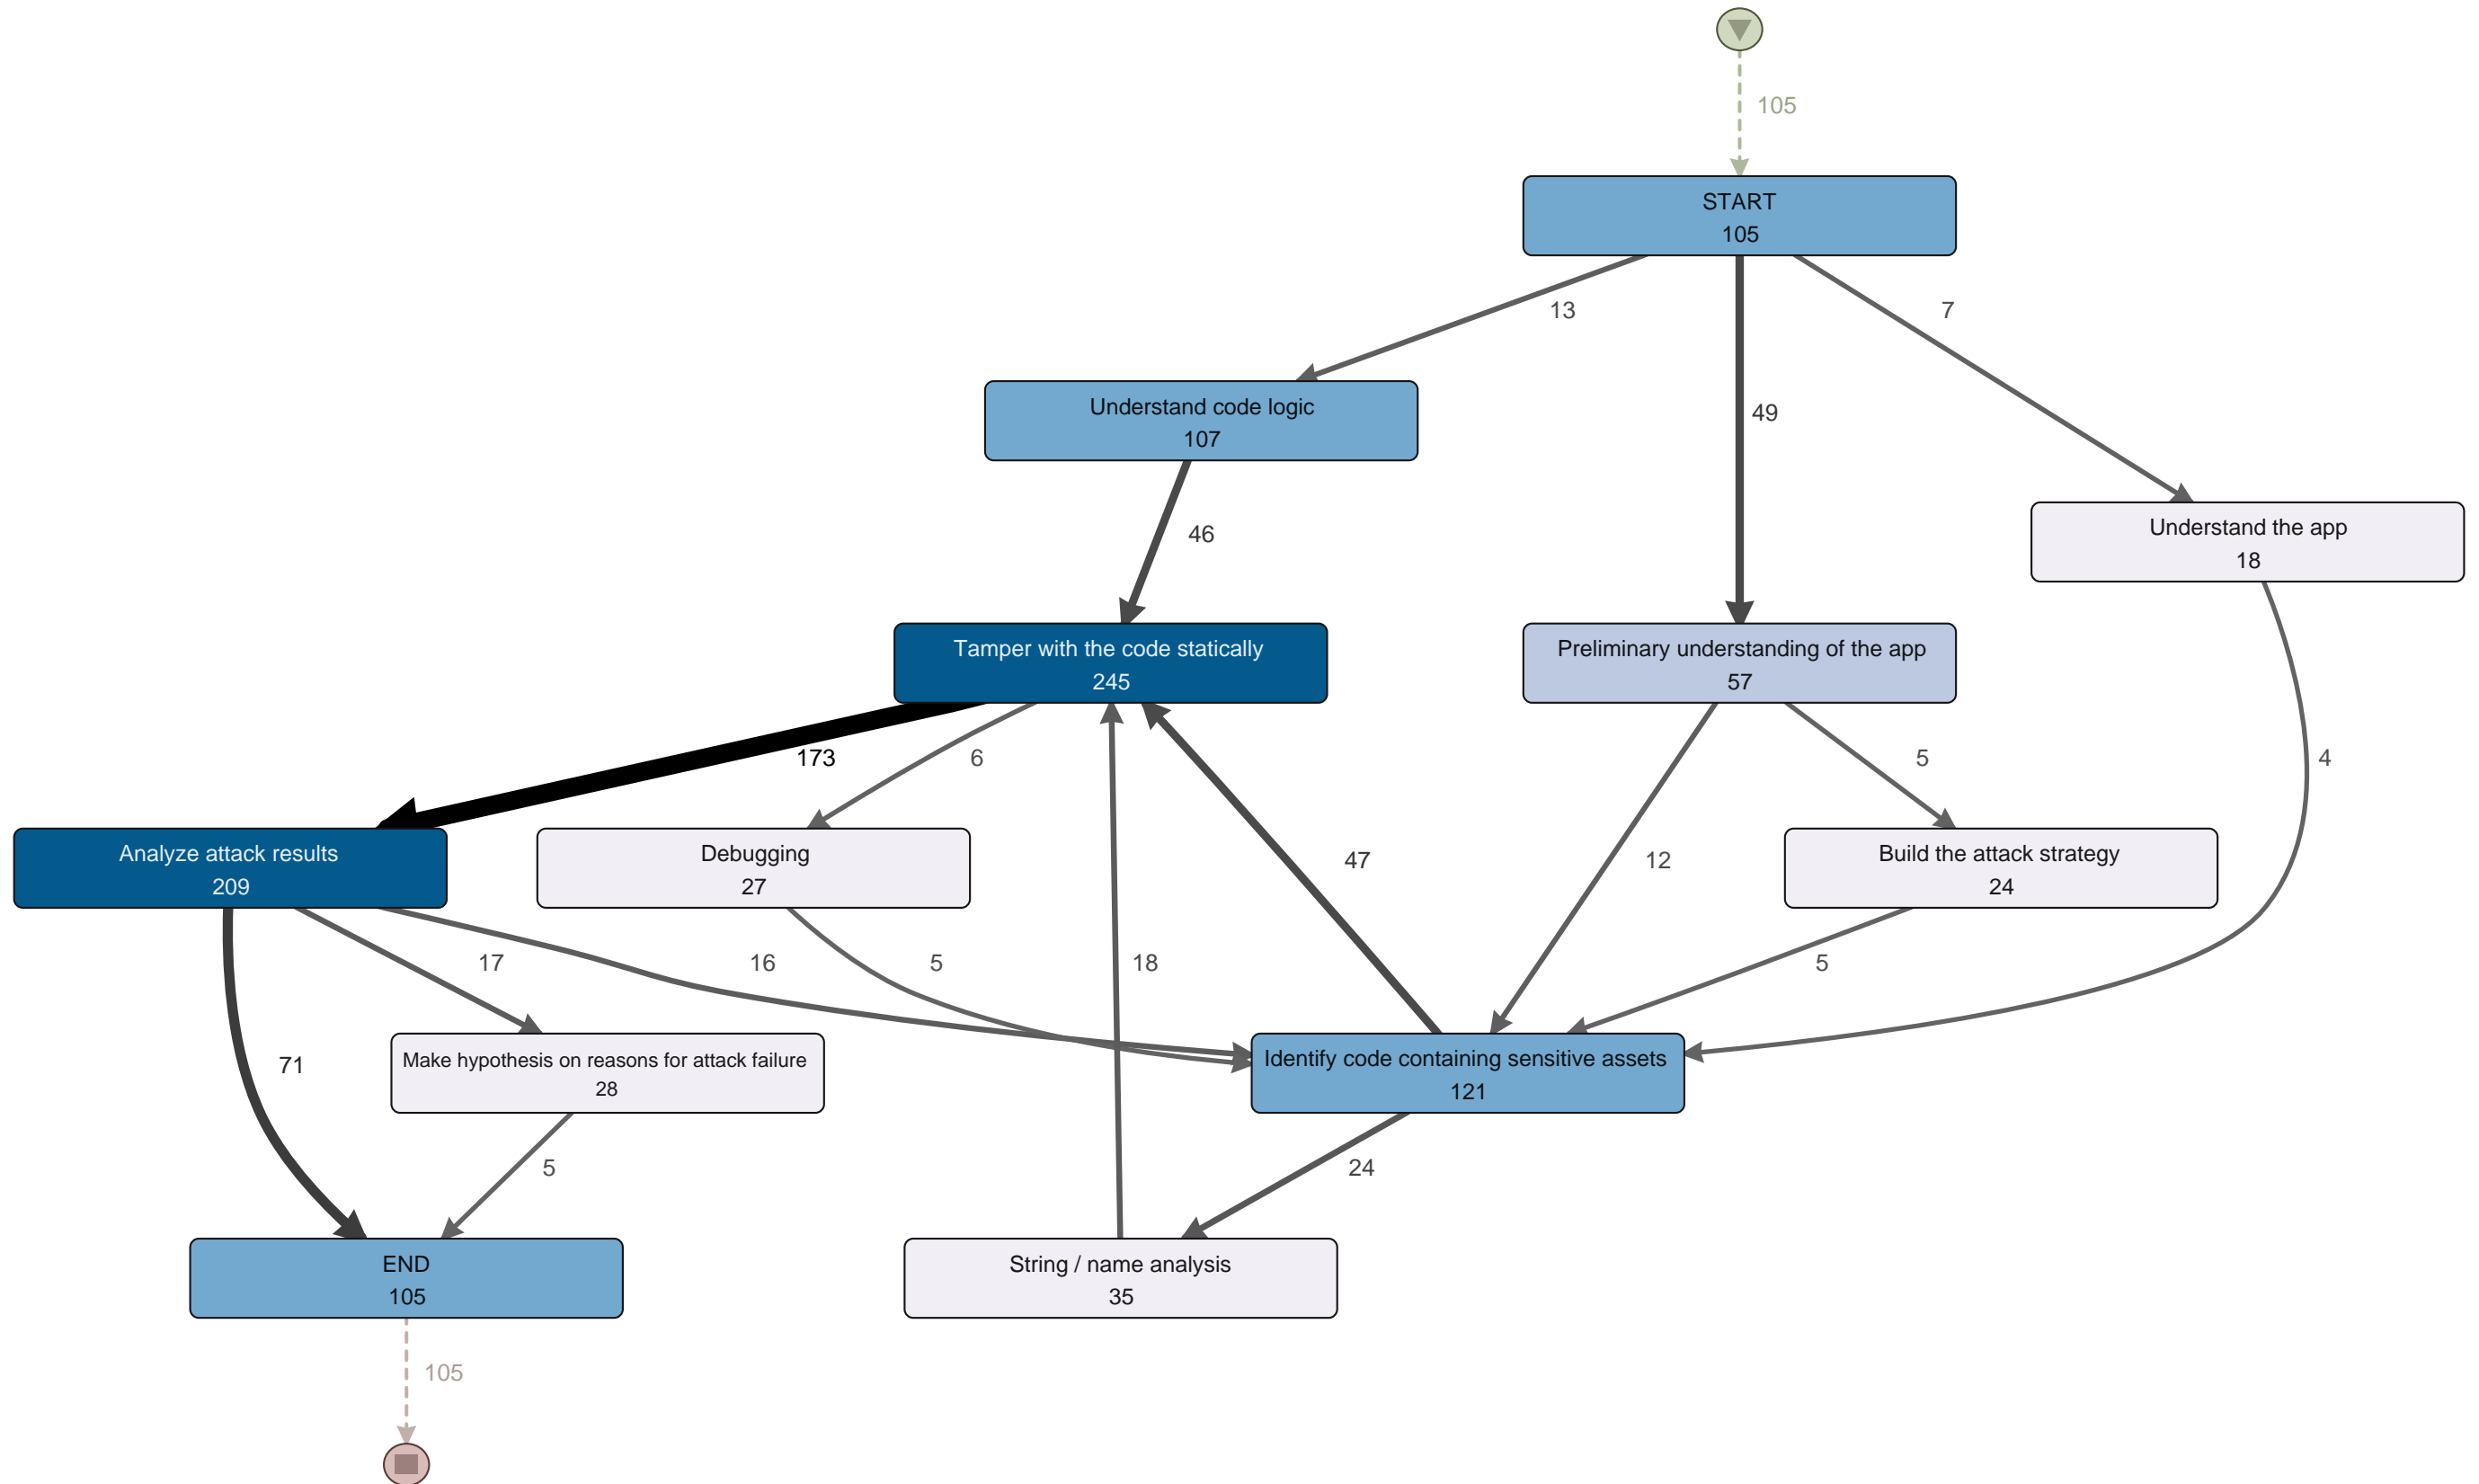 105
START
105
13
49
7
Understand code logic
107
46
Understand the app
18
Tamper with the code statically
245
Preliminary understanding of the app
57
173
6
5
4
Analyze attack results
209
Debugging
27
47
12
Build the attack strategy
24
17
16
5
18
5
71
Make hypothesis on reasons for attack failure
28
Identify code containing sensitive assets
121
5
24
END
105
String / name analysis
35
105